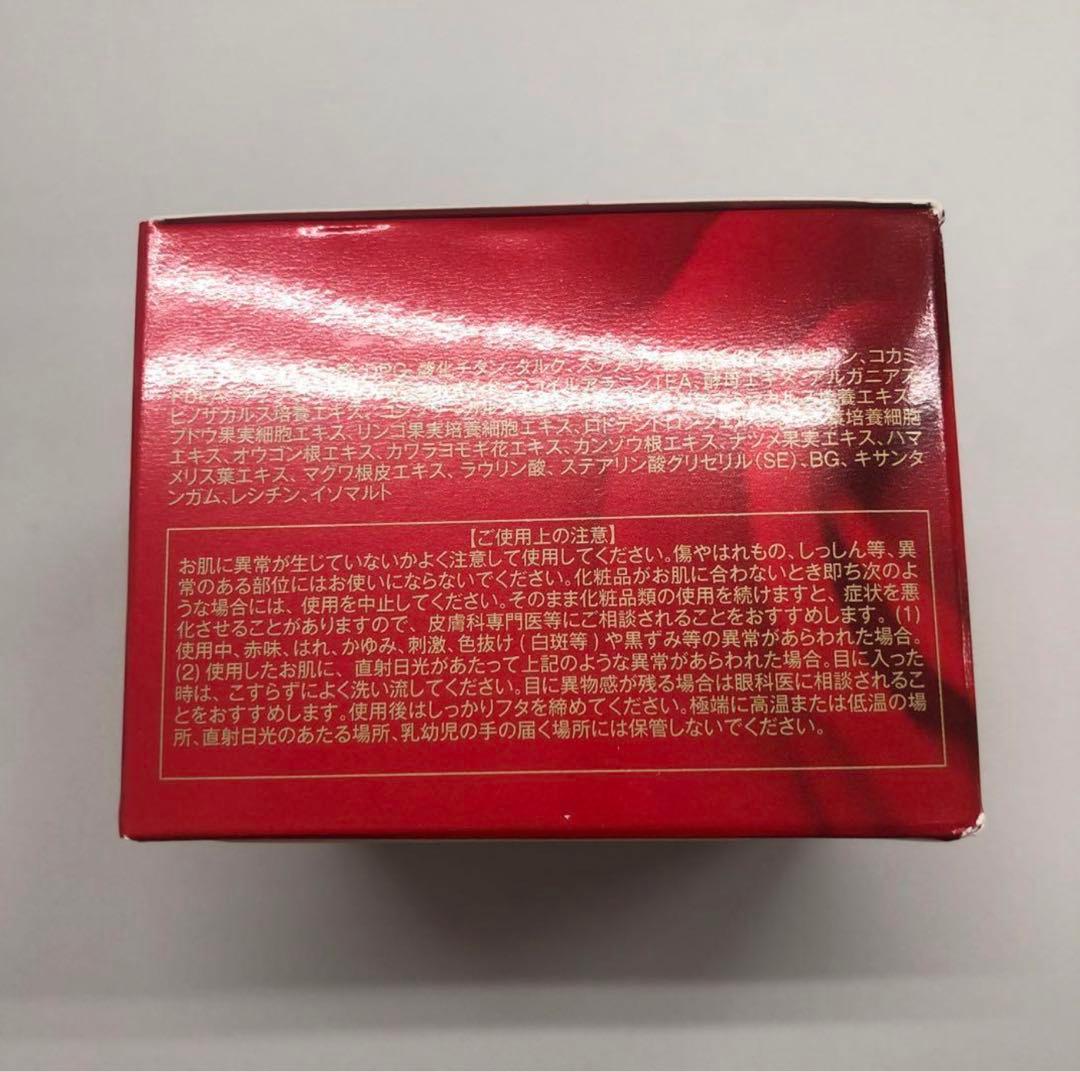 酸化チタン、タルク、 コカミ
ドDEA、 コイルアラニンTEA、酵母エキス、アルガニアス
ピノサカルス培養エキス、 培養エキス、
ブドウ果実細胞エキス、リンゴ果実培養細胞エキス、ロドデンドロン 葉培養細胞
エキス、オウゴン根エキス、カワラヨモギ花エキス、カンゾウ根エキス、ナツメ果実エキス、ハマ
メリス葉エキス、マグワ根皮エキス、ラウリン酸、ステアリン酸グリセリル(SE)、BG、キサンタ
ンガム、レシチン、イソマルト
【ご使用上の注意】
お肌に異常が生じていないかよく注意して使用してください。傷やはれもの、しっしん等、異
常のある部位にはお使いにならないでください。化粧品がお肌に合わないとき即ち次のよ
うな場合には、使用を中止してください。そのまま化粧品類の使用を続けますと、症状を悪
化させることがありますので、皮膚科専門医等にご相談されることをおすすめします。(1)
使用中、赤味、はれ、かゆみ、刺激、色抜け(白斑等)や黒ずみ等の異常があらわれた場合。
(2)使用したお肌に、直射日光があたって上記のような異常があらわれた場合。目に入った
時は、こすらずによく洗い流してください。目に異物感が残る場合は眼科医に相談されるこ
とをおすすめします。使用後はしっかりフタを締めてください。極端に高温または低温の場
所、直射日光のあたる場所、乳幼児の手の届く場所には保管しないでください。